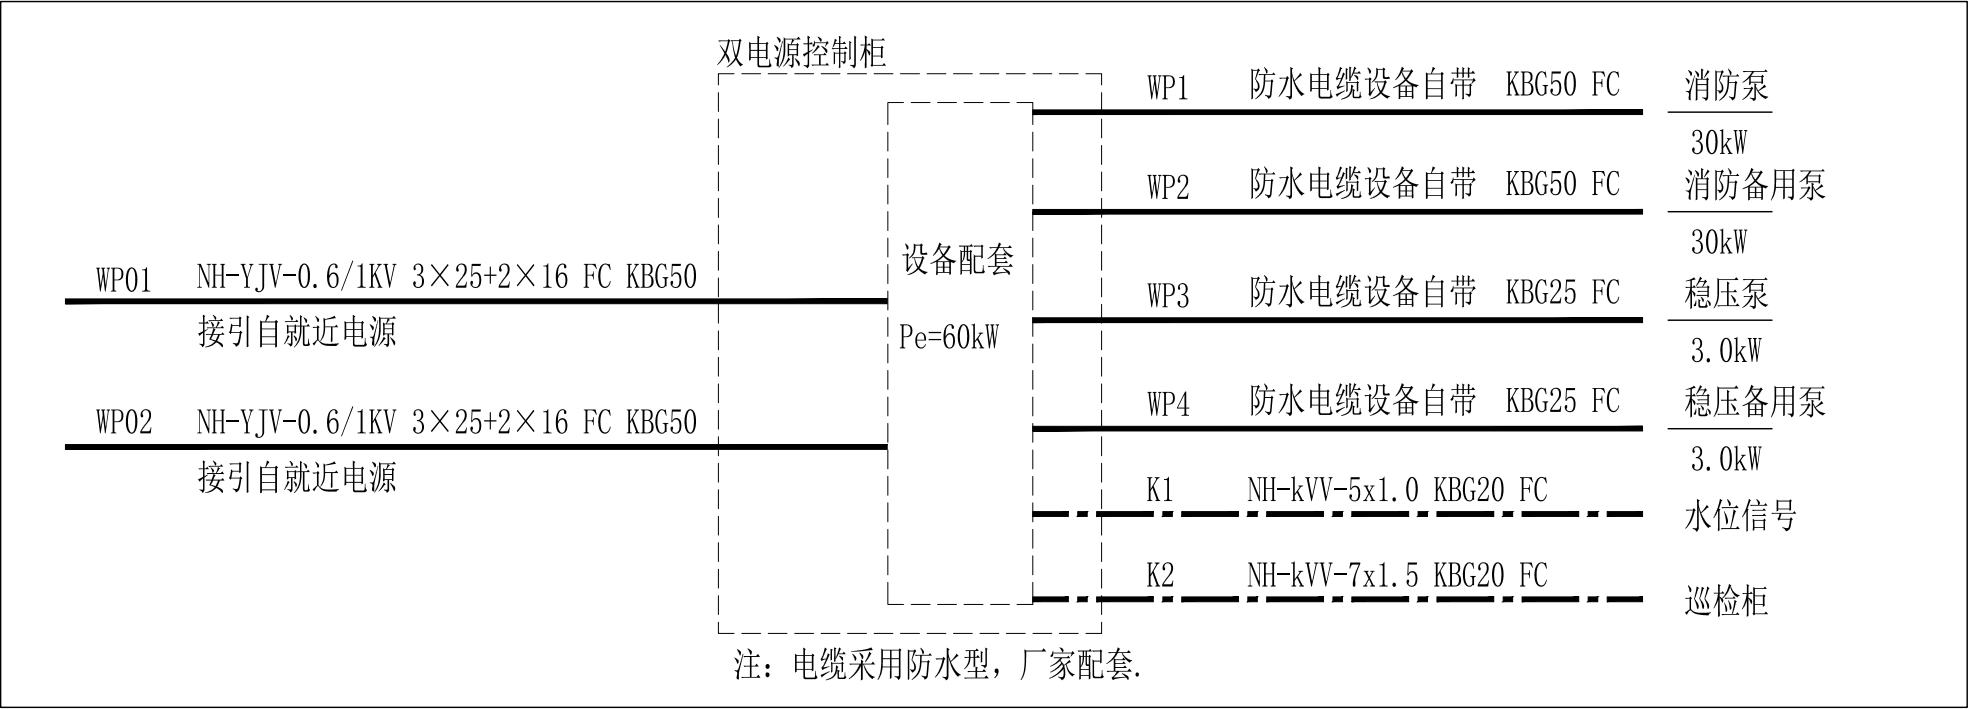 双电源控制柜
WP1 防水电缆设备自带 KBG50 FC 消防泵
30kW
WP2 防水电缆设备自带 KBG50 FC 消防备用泵
30kW
设备配套
Pe=60kW
WP01 NH-YJV-0.6/1KV 3×25+2×16 FC KBG50
接引自就近电源
WP3 防水电缆设备自带 KBG25 FC 稳压泵
3.0kW
WP02 NH-YJV-0.6/1KV 3×25+2×16 FC KBG50
接引自就近电源
WP4 防水电缆设备自带 KBG25 FC 稳压备用泵
3.0kW
K1 NH-kVV-5x1.0 KBG20 FC 水位信号
K2 NH-kVV-7x1.5 KBG20 FC 巡检柜
注：电缆采用防水型，厂家配套.